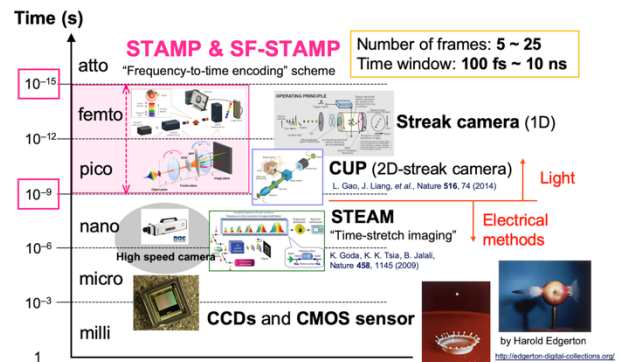 Time (s)
STAMP & SF-STAMP
"Frequency-to-time encoding" scheme
Number of frames: 5 ~ 25
Time window: 100 fs ~ 10 ns
atto
10⁻¹⁵
femto
OPERATING PRINCIPLE
Streak camera (1D)
10⁻¹²
pico
CUP (2D-streak camera)
L. Gao, J. Liang, et al., Nature 516, 74 (2014)
Light
10⁻⁹
nano
STEAM
"Time-stretch imaging"
Electrical
methods
High speed camera
K. Goda, K. K. Tsia, B. Jalali,
Nature 458, 1145 (2009)
10⁻⁶
micro
10⁻³
CCDs and CMOS sensor
milli
1
by Harold Edgerton
http://edgerton-digital-collections.org/